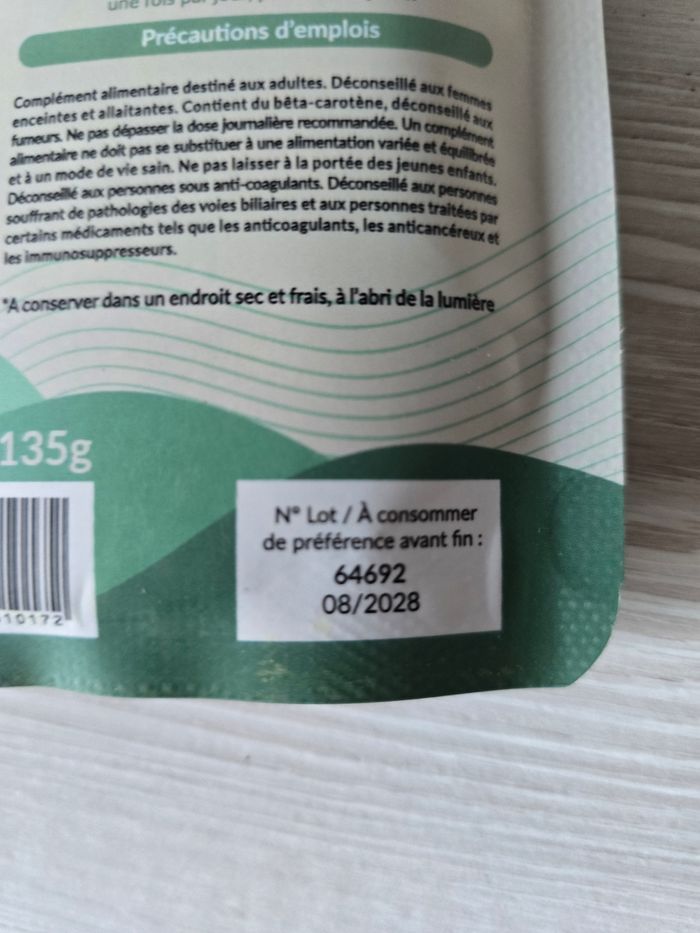 une fois par jour
Précautions d'emplois
Complément alimentaire destiné aux adultes. Déconseillé aux femmes
enceintes et allaitantes. Contient du bêta-carotène, déconseillé aux
fumeurs. Ne pas dépasser la dose journalière recommandée. Un complément
alimentaire ne doit pas se substituer à une alimentation variée et équilibrée
et à un mode de vie sain. Ne pas laisser à la portée des jeunes enfants.
Déconseillé aux personnes sous anti-coagulants. Déconseillé aux personnes
souffrant de pathologies des voies biliaires et aux personnes traitées par
certains médicaments tels que les anticoagulants, les anticancéreux et
les immunosuppresseurs.
*A conserver dans un endroit sec et frais, à l'abri de la lumière
135g
N° Lot / À consommer
de préférence avant fin :
64692
08/2028
10172